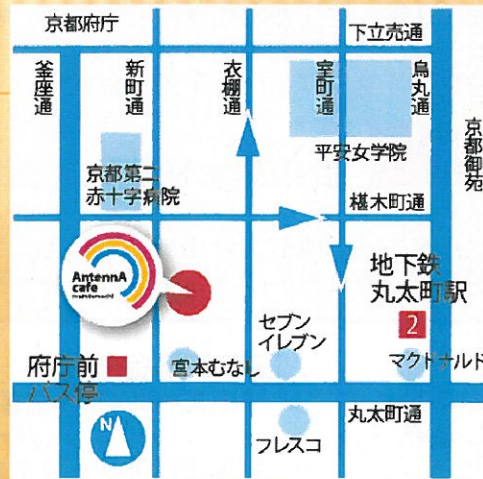 京都府庁
下立売通
釜座通
新町通
衣棚通
室町通
烏丸通
京都御苑
平安女学院
京都第二
赤十字病院
椹木町通
AntennA
cafe
地下鉄
丸太町駅
2
セブン
イレブン
マクドナルド
府庁前
バス停
宮本むなし
N
丸太町通
フレスコ